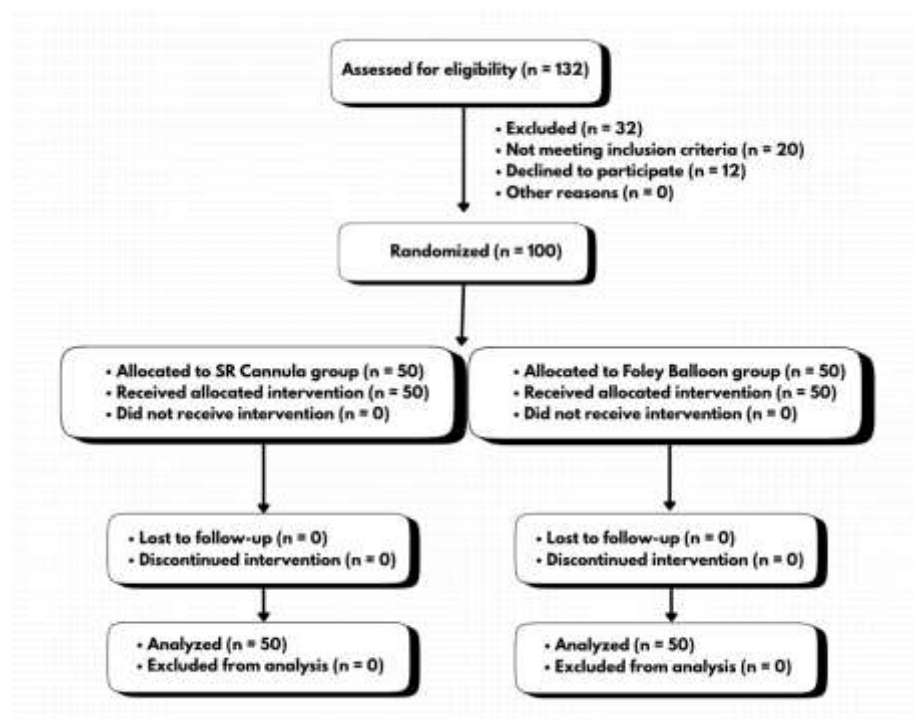 Assessed for eligibility (n = 132)
• Excluded (n = 32)
• Not meeting inclusion criteria (n = 20)
• Declined to participate (n = 12)
• Other reasons (n = 0)
Randomized (n = 100)
• Allocated to SR Cannula group (n = 50)
• Received allocated intervention (n = 50)
• Did not receive intervention (n = 0)
• Allocated to Foley Balloon group (n = 50)
• Received allocated intervention (n = 50)
• Did not receive intervention (n = 0)
• Lost to follow-up (n = 0)
• Discontinued intervention (n = 0)
• Lost to follow-up (n = 0)
• Discontinued intervention (n = 0)
• Analyzed (n = 50)
• Excluded from analysis (n = 0)
• Analyzed (n = 50)
• Excluded from analysis (n = 0)